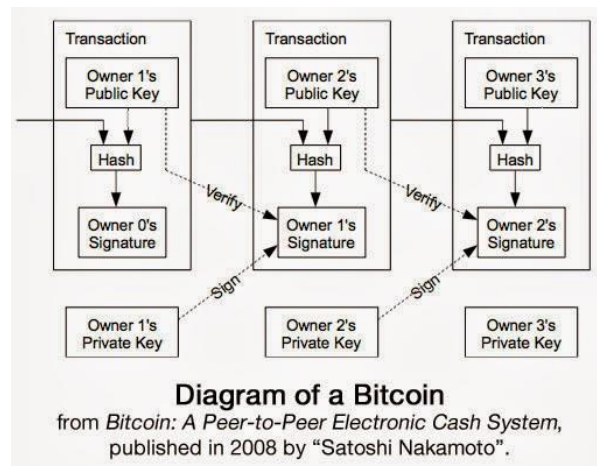 Transaction
Owner 1's
Public Key
Hash
Owner 0's
Signature
Transaction
Owner 2's
Public Key
Hash
Verify
Owner 1's
Signature
Transaction
Owner 3's
Public Key
Hash
Verify
Owner 2's
Signature
Sign
Sign
Owner 1's
Private Key
Owner 2's
Private Key
Owner 3's
Private Key
Diagram of a Bitcoin
from Bitcoin: A Peer-to-Peer Electronic Cash System,
published in 2008 by “Satoshi Nakamoto”.